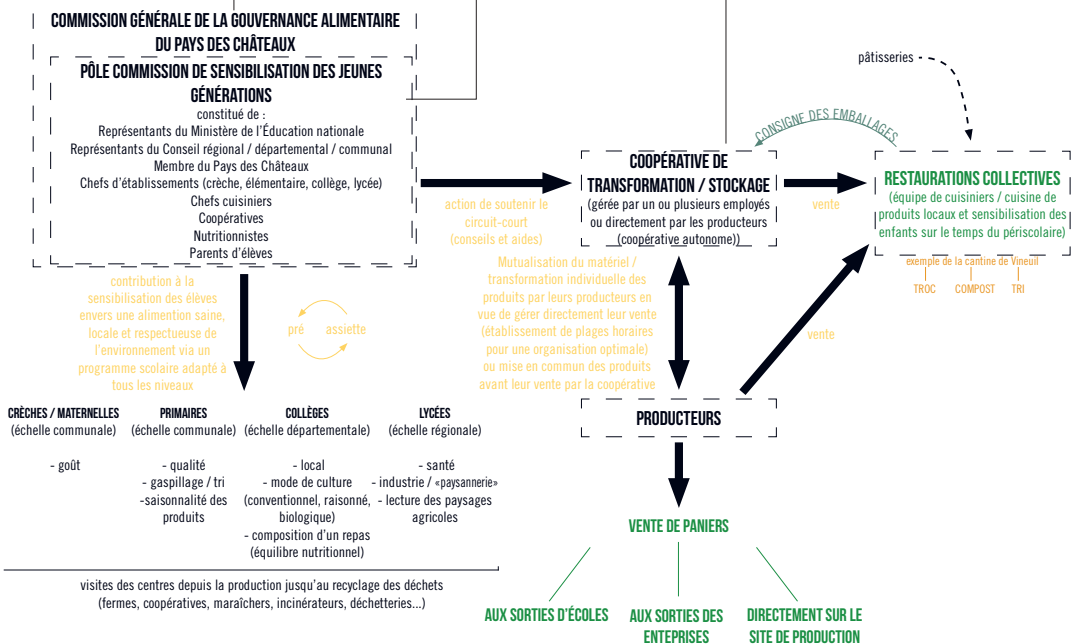 COMMISSION GÉNÉRALE DE LA GOUVERNANCE ALIMENTAIRE
DU PAYS DES CHÂTEAUX
PÔLE COMMISSION DE SENSIBILISATION DES JEUNES
GÉNÉRATIONS
constitué de :
Représentants du Ministère de l'Éducation nationale
Représentants du Conseil régional / départemental / communal
Membre du Pays des Châteaux
Chefs d'établissements (crèche, élémentaire, collège, lycée)
Chefs cuisiniers
Coopératives
Nutritionnistes
Parents d'élèves
action de soutenir le
circuit-court
(conseils et aides)
COOPÉRATIVE DE
TRANSFORMATION / STOCKAGE
(gérée par un ou plusieurs employés
ou directement par les producteurs
(coopérative autonome))
CONSIGNE DES EMBALLAGES
pâtisseries
vente
RESTAURATIONS COLLECTIVES
(équipe de cuisiniers / cuisine de
produits locaux et sensibilisation des
enfants sur le temps du périscolaire)
exemple de la cantine de Vineuil
TROC
COMPOST
TRI
contribution à la
sensibilisation des élèves
envers une alimentation saine,
locale et respectueuse de
l'environnement via un
programme scolaire adapté à
tous les niveaux
pré
assiette
Mutualisation du matériel /
transformation individuelle des
produits par leurs producteurs en
vue de gérer directement leur vente
(établissement de plages horaires
pour une organisation optimale)
ou mise en commun des produits
avant leur vente par la coopérative
vente
PRODUCTEURS
CRÈCHES / MATERNELLES
(échelle communale)
- goût
PRIMAIRES
(échelle communale)
- qualité
- gaspillage / tri
-saisonnalité des
produits
COLLÈGES
(échelle départementale)
- local
- mode de culture
(conventionnel, raisonné,
biologique)
- composition d'un repas
(équilibre nutritionnel)
LYCÉES
(échelle régionale)
- santé
- industrie / «paysannerie»
- lecture des paysages
agricoles
visites des centres depuis la production jusqu'au recyclage des déchets
(fermes, coopératives, maraîchers, incinérateurs, déchetteries...)
VENTE DE PANIERS
AUX SORTIES D'ÉCOLES
AUX SORTIES DES
ENTEPRISES
DIRECTEMENT SUR LE
SITE DE PRODUCTION